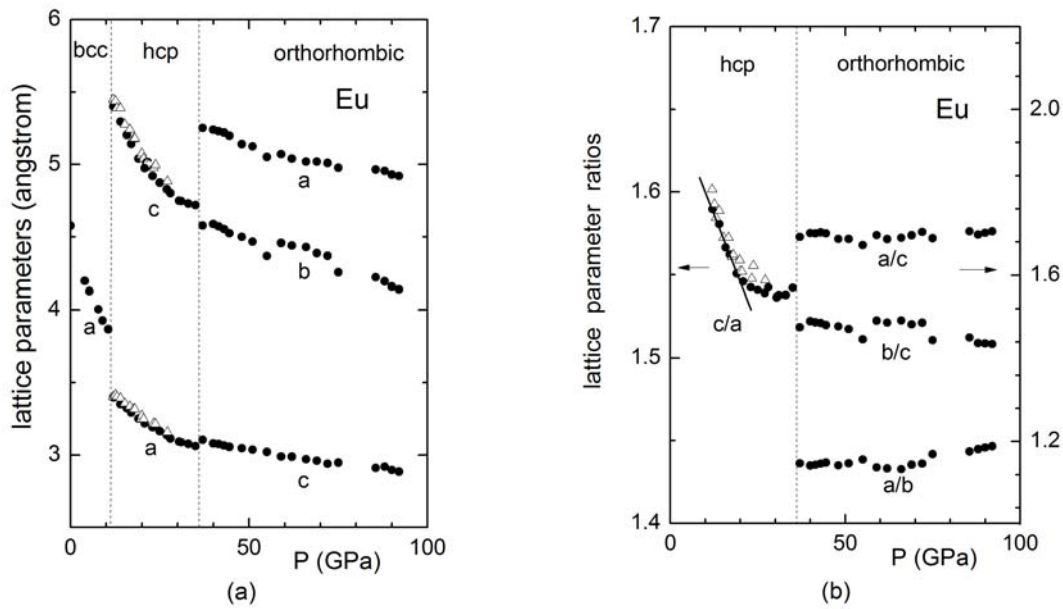 6
5
4
3
0
50
100
lattice parameters (angstrom)
P (GPa)
bcc
hcp
orthorhombic
Eu
a
c
a
a
b
c
(a)
1.7
1.6
1.5
1.4
0
50
100
2.0
1.6
1.2
lattice parameter ratios
P (GPa)
hcp
orthorhombic
Eu
c/a
a/c
b/c
a/b
(b)